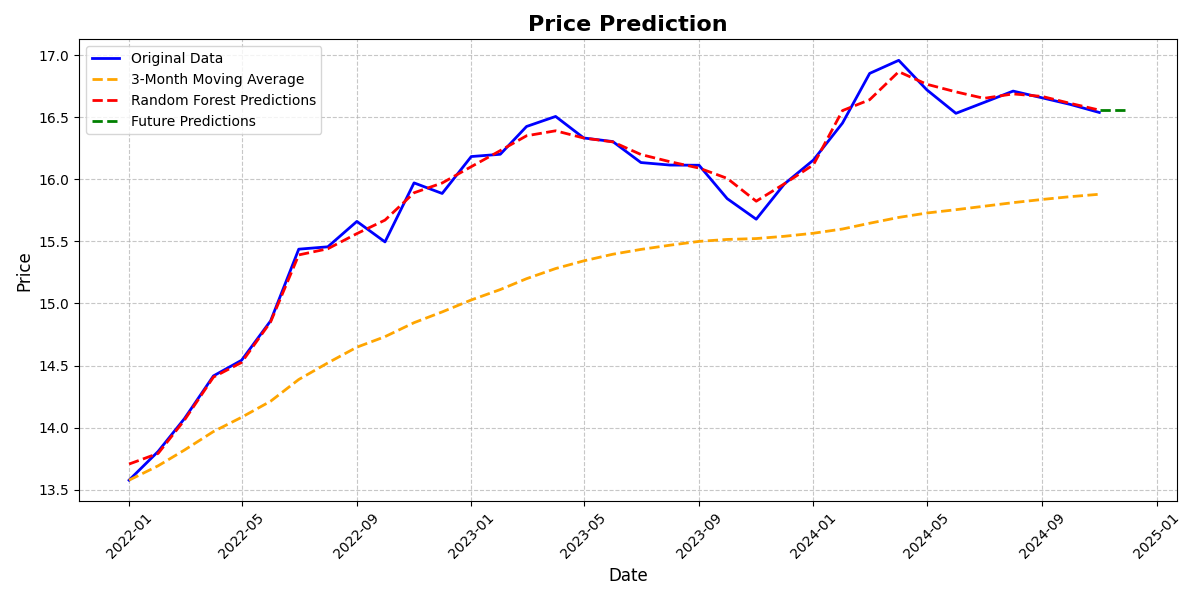 Price Prediction
Original Data
3-Month Moving Average
Random Forest Predictions
Future Predictions
Price
17.0
16.5
16.0
15.5
15.0
14.5
14.0
13.5
2022-01
2022-05
2022-09
2023-01
2023-05
2023-09
2024-01
2024-05
2024-09
2025-01
Date